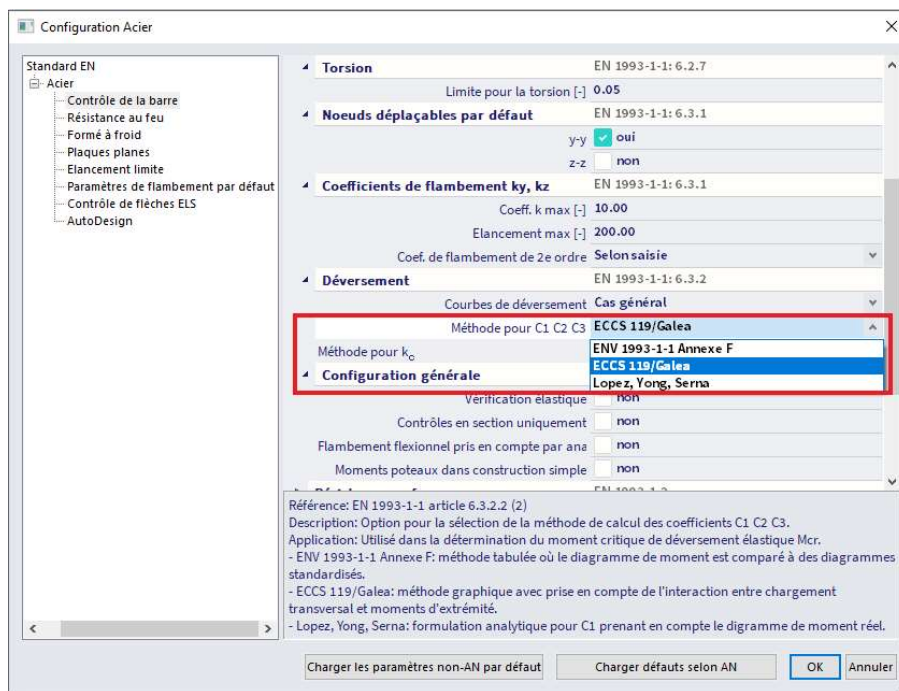 Configuration Acier
Standard EN
Acier
Contrôle de la barre
Résistance au feu
Formé à froid
Plaques planes
Elancement limite
Paramètres de flambement par défaut
Contrôle de flèches ELS
AutoDesign
Torsion EN 1993-1-1: 6.2.7
Limite pour la torsion [-] 0.05
Noeuds déplaçables par défaut EN 1993-1-1: 6.3.1
y-y oui
z-z non
Coefficients de flambement ky, kz EN 1993-1-1: 6.3.1
Coeff. k max [-] 10.00
Elancement max [-] 200.00
Coef. de flambement de 2e ordre Selon saisie
Déversement EN 1993-1-1: 6.3.2
Courbes de déversement Cas général
Méthode pour C1 C2 C3 ECCS 119/Galea
Méthode pour kc ENV 1993-1-1 Annexe F
ECCS 119/Galea
Configuration générale Lopez, Yong, Serna
Vérification élastique non
Contrôles en section uniquement non
Flambement flexionnel pris en compte par ana non
Moments poteaux dans construction simple non
Référence: EN 1993-1-1 article 6.3.2.2 (2)
Description: Option pour la sélection de la méthode de calcul des coefficients C1 C2 C3.
Application: Utilisé dans la détermination du moment critique de déversement élastique Mcr.
- ENV 1993-1-1 Annexe F: méthode tabulée où le diagramme de moment est comparé à des diagrammes
standardisés.
- ECCS 119/Galea: méthode graphique avec prise en compte de l'interaction entre chargement
transversal et moments d'extrémité.
- Lopez, Yong, Serna: formulation analytique pour C1 prenant en compte le digramme de moment réel.
Charger les paramètres non-AN par défaut Charger défauts selon AN OK Annuler